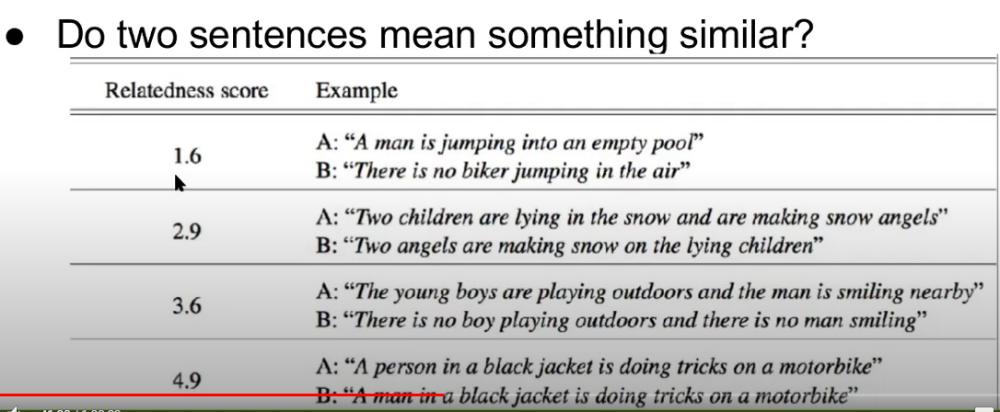 ● Do two sentences mean something similar?
Relatedness score Example
1.6
A: “A man is jumping into an empty pool”
B: “There is no biker jumping in the air”
2.9
A: “Two children are lying in the snow and are making snow angels”
B: “Two angels are making snow on the lying children”
3.6
A: “The young boys are playing outdoors and the man is smiling nearby”
B: “There is no boy playing outdoors and there is no man smiling”
4.9
A: “A person in a black jacket is doing tricks on a motorbike”
B: “A man in a black jacket is doing tricks on a motorbike”